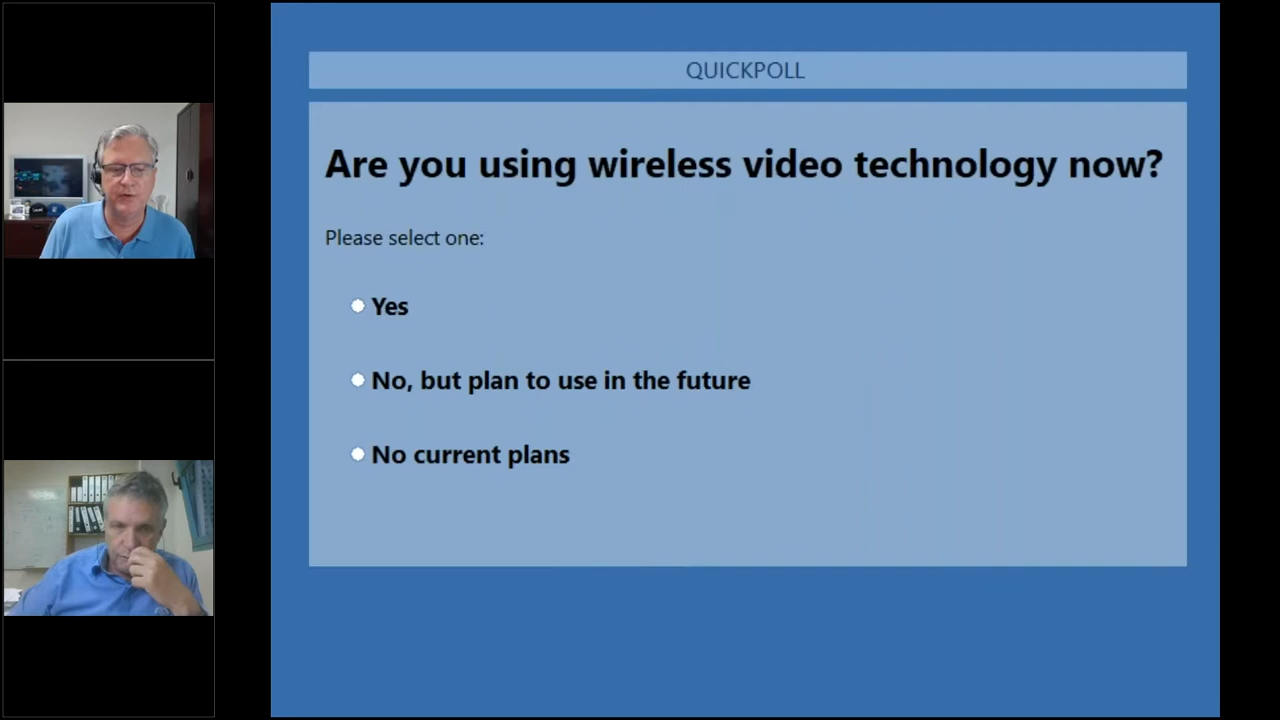 QUICKPOLL
Are you using wireless video technology now?
Please select one:
Yes
No, but plan to use in the future
No current plans